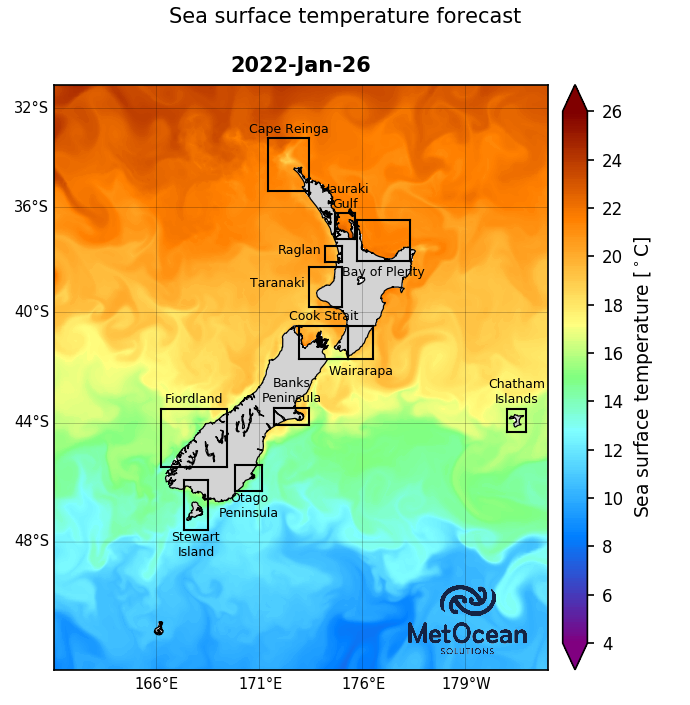 Sea surface temperature forecast
2022-Jan-26
32°S
36°S
40°S
44°S
48°S
166°E
171°E
176°E
179°W
Cape Reinga
Hauraki
Gulf
Raglan
Bay of Plenty
Taranaki
Cook Strait
Wairarapa
Banks
Peninsula
Fiordland
Chatham
Islands
Otago
Peninsula
Stewart
Island
MetOcean
SOLUTIONS
26
24
22
20
18
16
14
12
10
8
6
4
Sea surface temperature [°C]